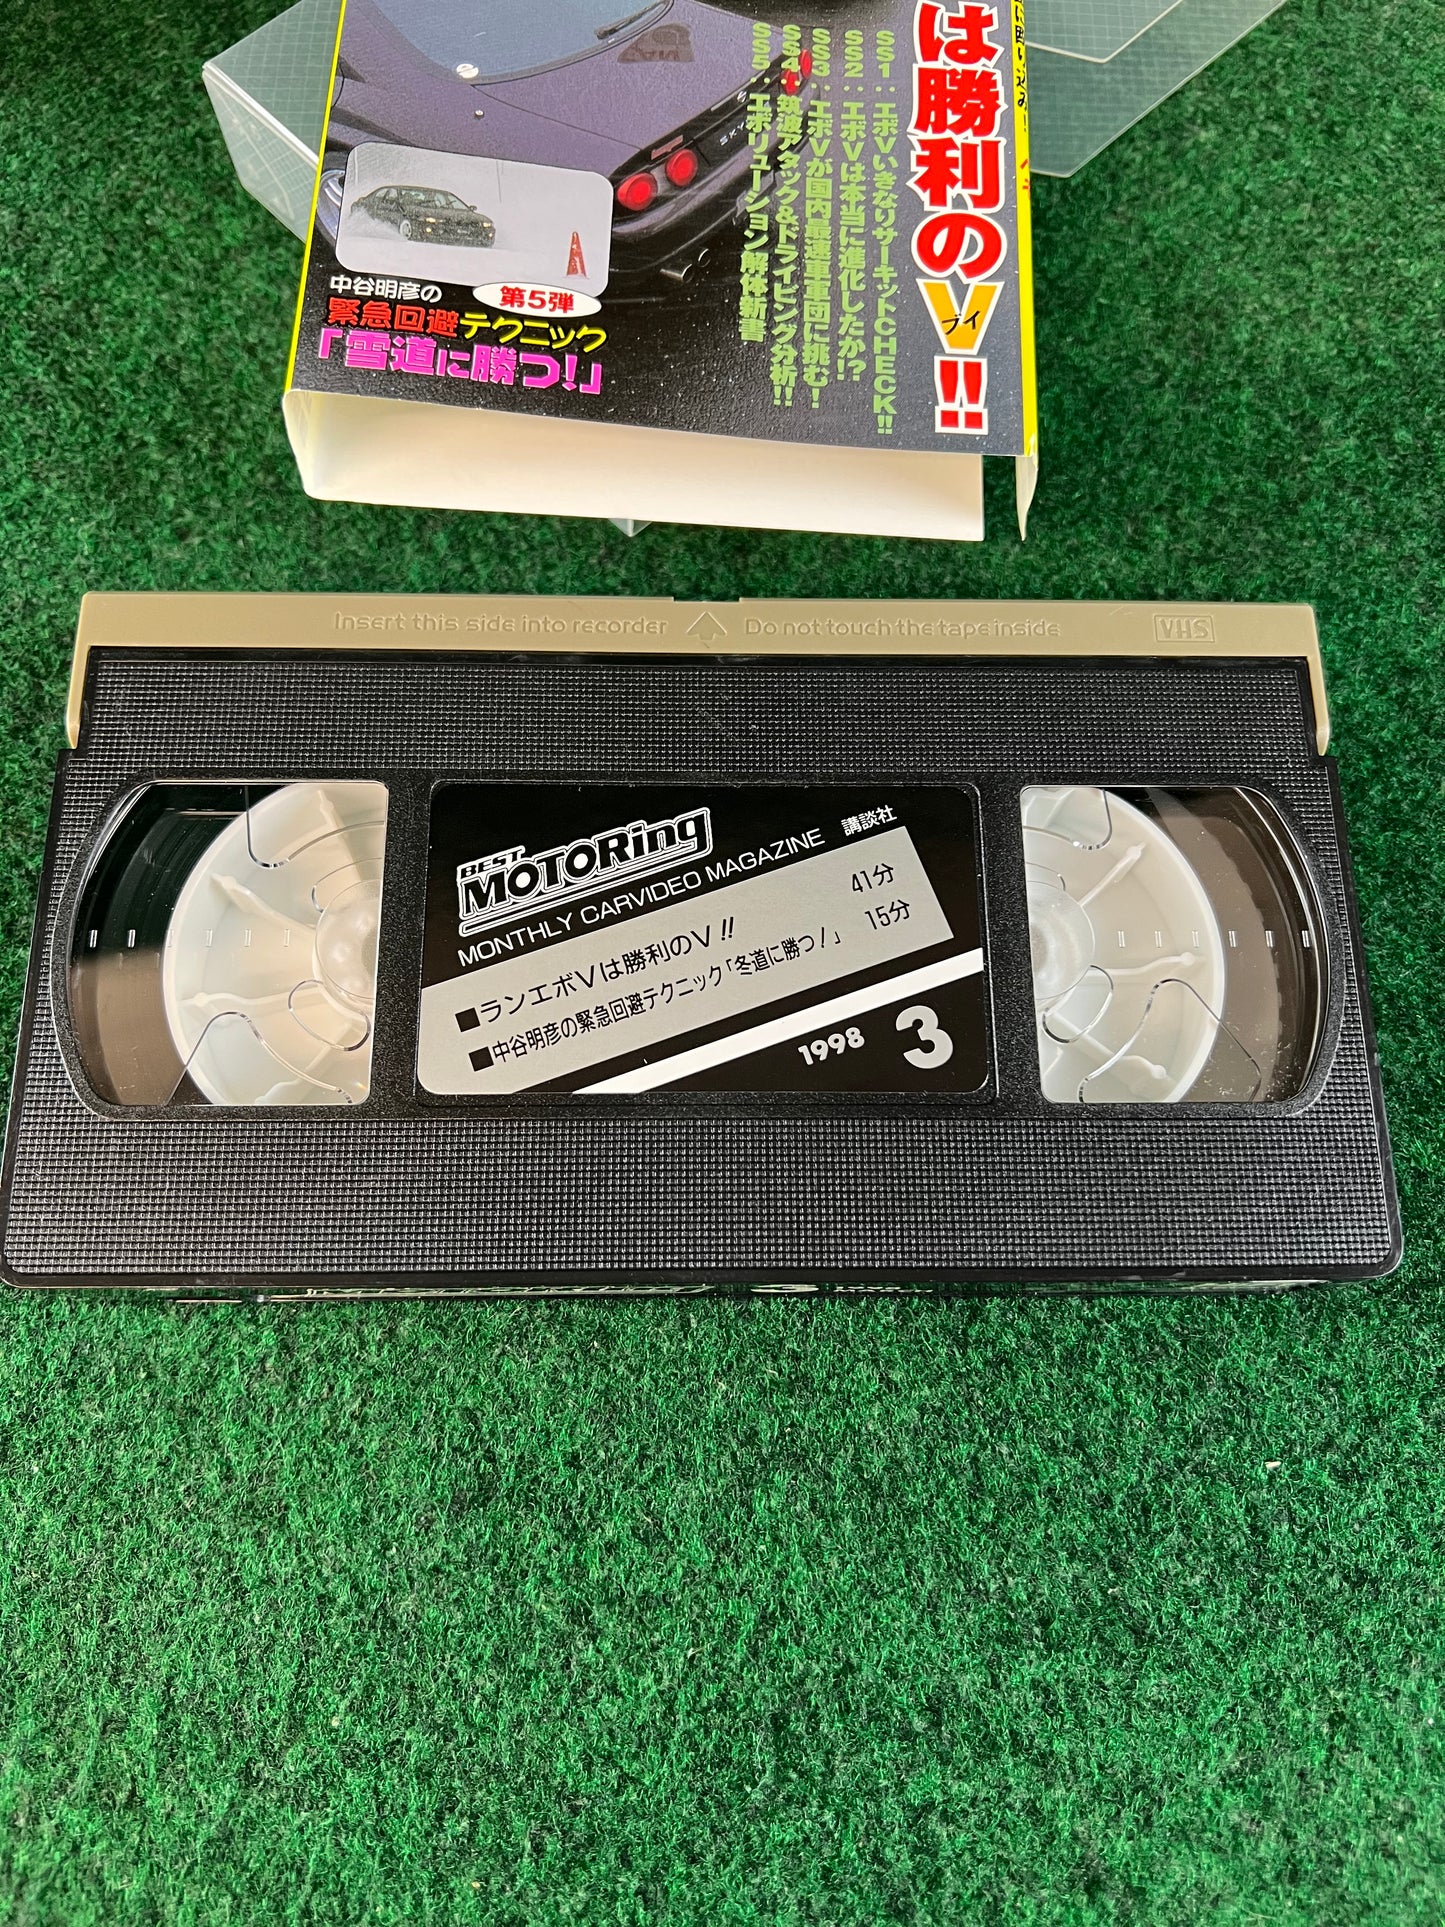 は勝利のV!!
ブイ
SS1：エボVいきなりサーキットCHECK!!
SS2：エボVは本当に進化したか!?
SS3：エボVが国内最速軍団に挑む！
SS4：筑波アタック&ドライビング分析!!
SS5：エボリューション解体新書
SKY
中谷明彦の
第5弾
緊急回避テクニック
「雪道に勝つ！」
Insert this side into recorder
Do not touch the tape inside
VHS
BEST
MOTORing
MONTHLY CARVIDEO MAGAZINE 講談社
■ランエボVは勝利のV!! 41分
■中谷明彦の緊急回避テクニック「冬道に勝つ！」 15分
1998 3